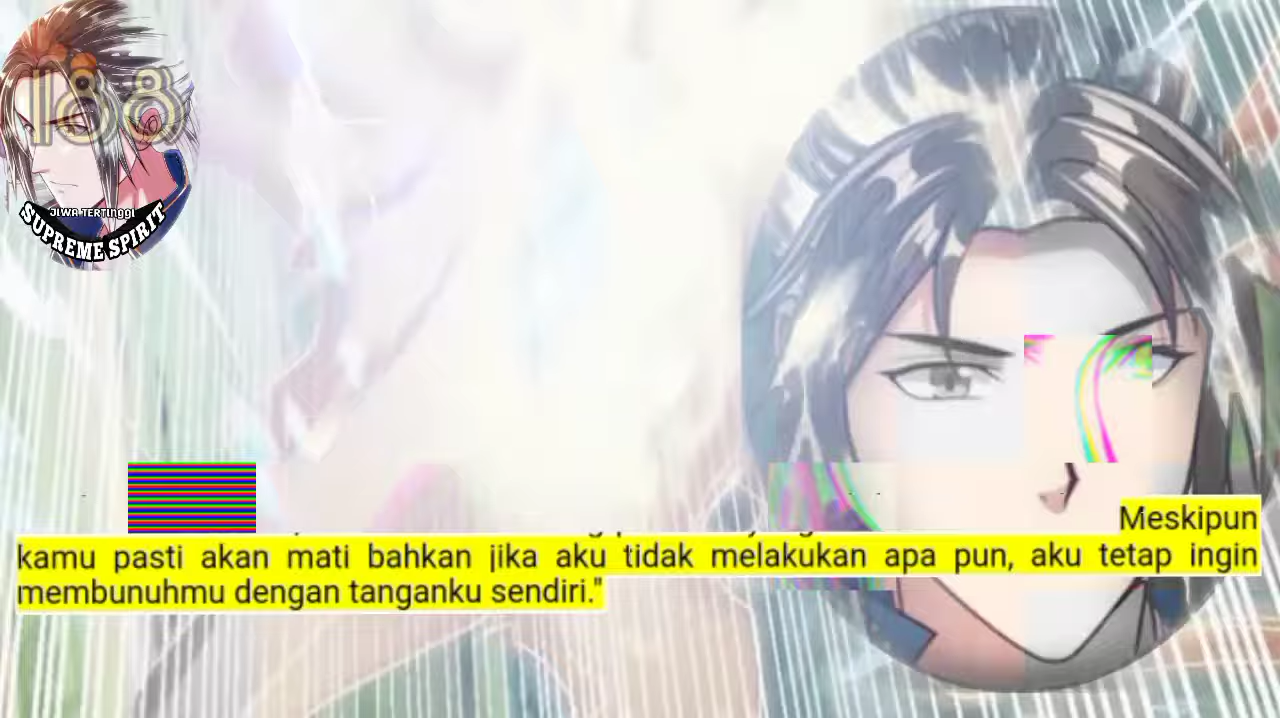 188
JIWA TERTINGGI
SUPREME SPIRIT
Meskipun
kamu pasti akan mati bahkan jika aku tidak melakukan apa pun, aku tetap ingin
membunuhmu dengan tanganku sendiri."